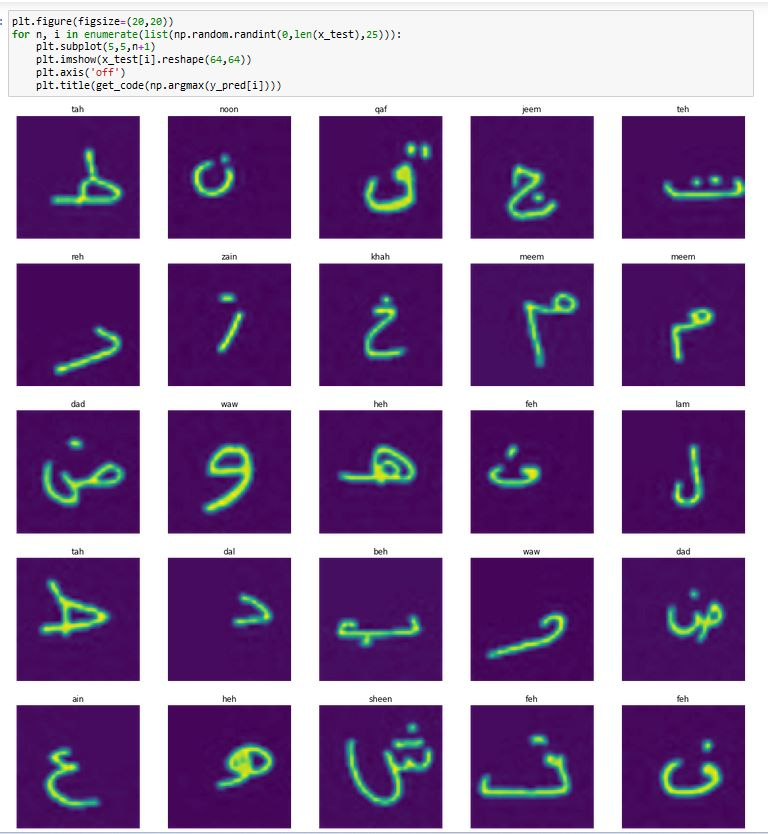 plt.figure(figsize=(20,20))
for n, i in enumerate(list(np.random.randint(0,len(x_test),25))):
    plt.subplot(5,5,n+1)
    plt.imshow(x_test[i].reshape(64,64))
    plt.axis('off')
    plt.title(get_code(np.argmax(y_pred[i])))
tah noon qaf jeem teh
ط ن ق ج ت
reh zain khah meem meem
ر ز خ م م
dad waw heh feh lam
ض و هـ ف ل
tah dal beh waw dad
ط د ب و ض
ain heh sheen feh feh
ع ه ش ف ف